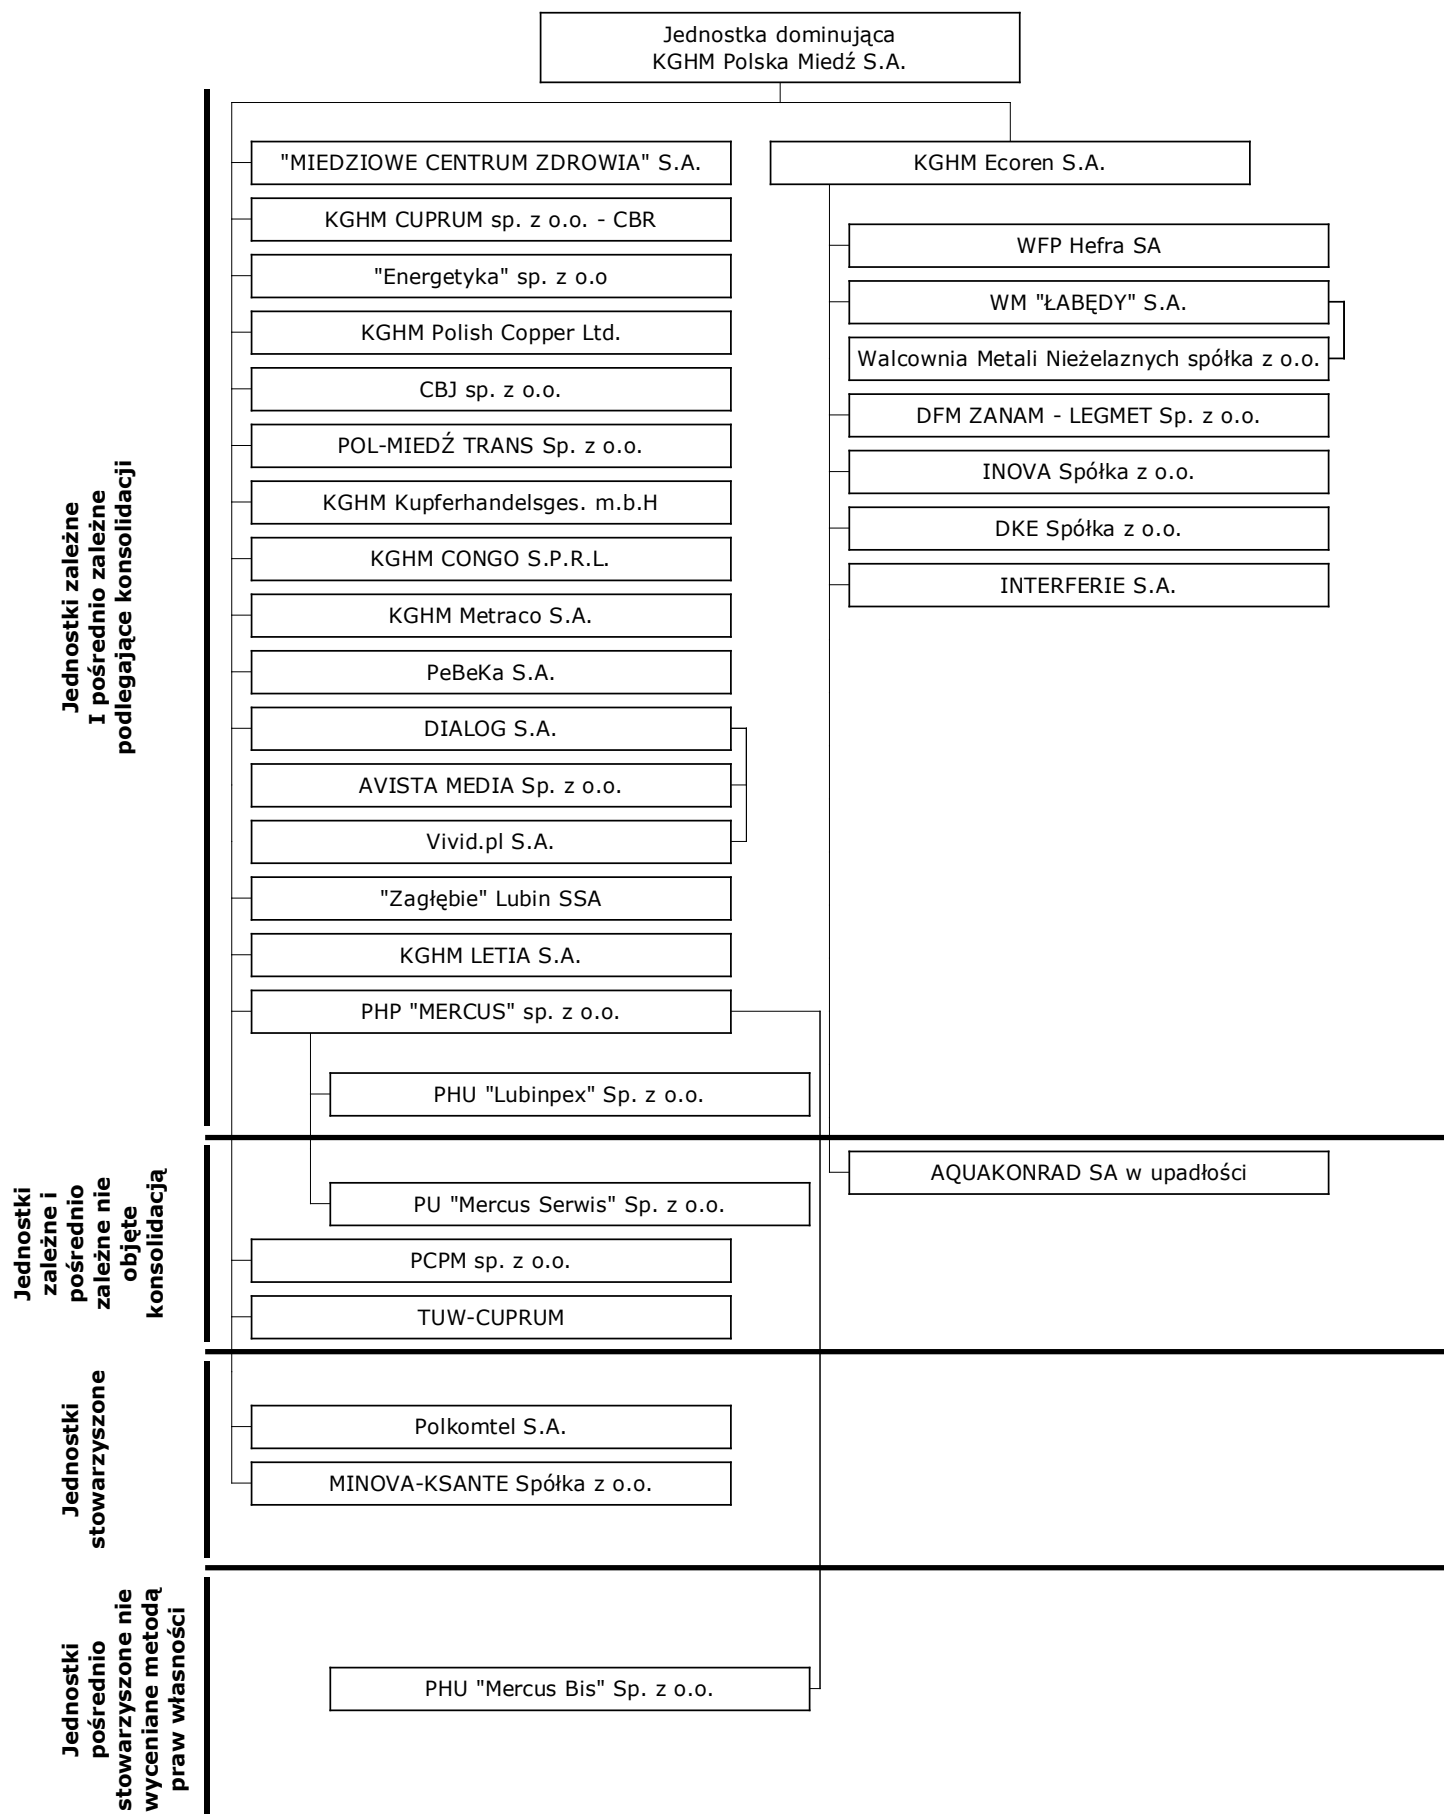 Jednostka dominująca
KGHM Polska Miedź S.A.
Jednostki zależne
I pośrednio zależne
podlegające konsolidacji
"MIEDZIOWE CENTRUM ZDROWIA" S.A.
KGHM CUPRUM sp. z o.o. - CBR
"Energetyka" sp. z o.o
KGHM Polish Copper Ltd.
CBJ sp. z o.o.
POL-MIEDŹ TRANS Sp. z o.o.
KGHM Kupferhandelsges. m.b.H
KGHM CONGO S.P.R.L.
KGHM Metraco S.A.
PeBeKa S.A.
DIALOG S.A.
AVISTA MEDIA Sp. z o.o.
Vivid.pl S.A.
"Zagłębie" Lubin SSA
KGHM LETIA S.A.
PHP "MERCUS" sp. z o.o.
PHU "Lubinpex" Sp. z o.o.
KGHM Ecoren S.A.
WFP Hefra SA
WM "ŁABĘDY" S.A.
Walcownia Metali Nieżelaznych spółka z o.o.
DFM ZANAM - LEGMET Sp. z o.o.
INOVA Spółka z o.o.
DKE Spółka z o.o.
INTERFERIE S.A.
Jednostki
zależne i
pośrednio
zależne nie
objęte
konsolidacją
PU "Mercus Serwis" Sp. z o.o.
PCPM sp. z o.o.
TUW-CUPRUM
AQUAKONRAD SA w upadłości
Jednostki
stowarzyszone
Polkomtel S.A.
MINOVA-KSANTE Spółka z o.o.
Jednostki
pośrednio
stowarzyszone nie
wyceniane metodą
praw własności
PHU "Mercus Bis" Sp. z o.o.